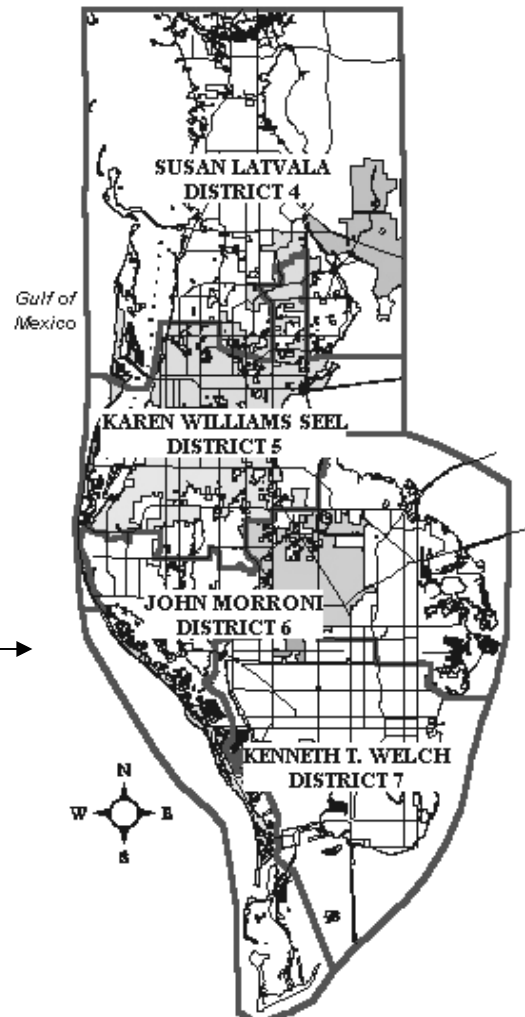 SUSAN LATVALA
DISTRICT 4
Gulf of
Mexico
KAREN WILLIAMS SEEL
DISTRICT 5
JOHN MORRONI
DISTRICT 6
KENNETH T. WELCH
DISTRICT 7
N
W E
S